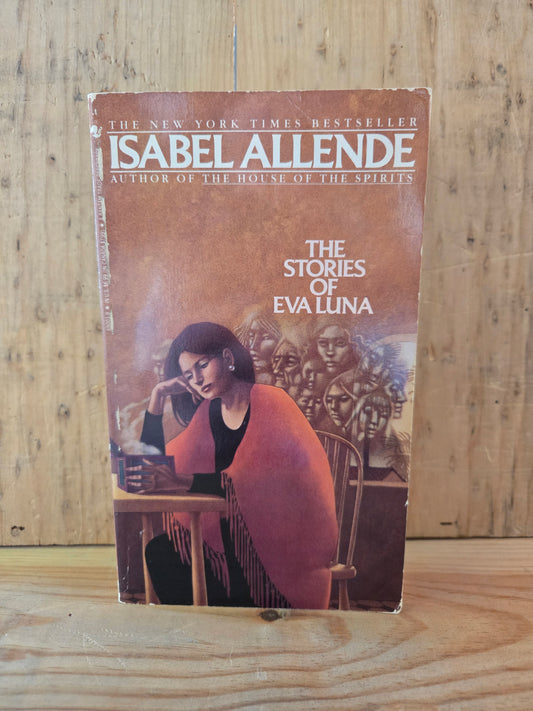 THE NEW YORK TIMES BESTSELLER
ISABEL ALLENDE
AUTHOR OF THE HOUSE OF THE SPIRITS
THE
STORIES
OF
EVA LUNA